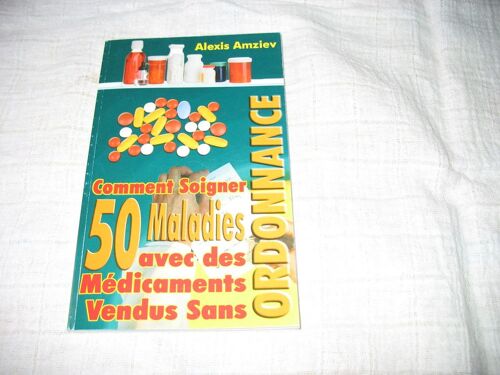 Alexis Amziev
Comment Soigner
50 Maladies
avec des
Médicaments
Vendus Sans
ORDONNANCE